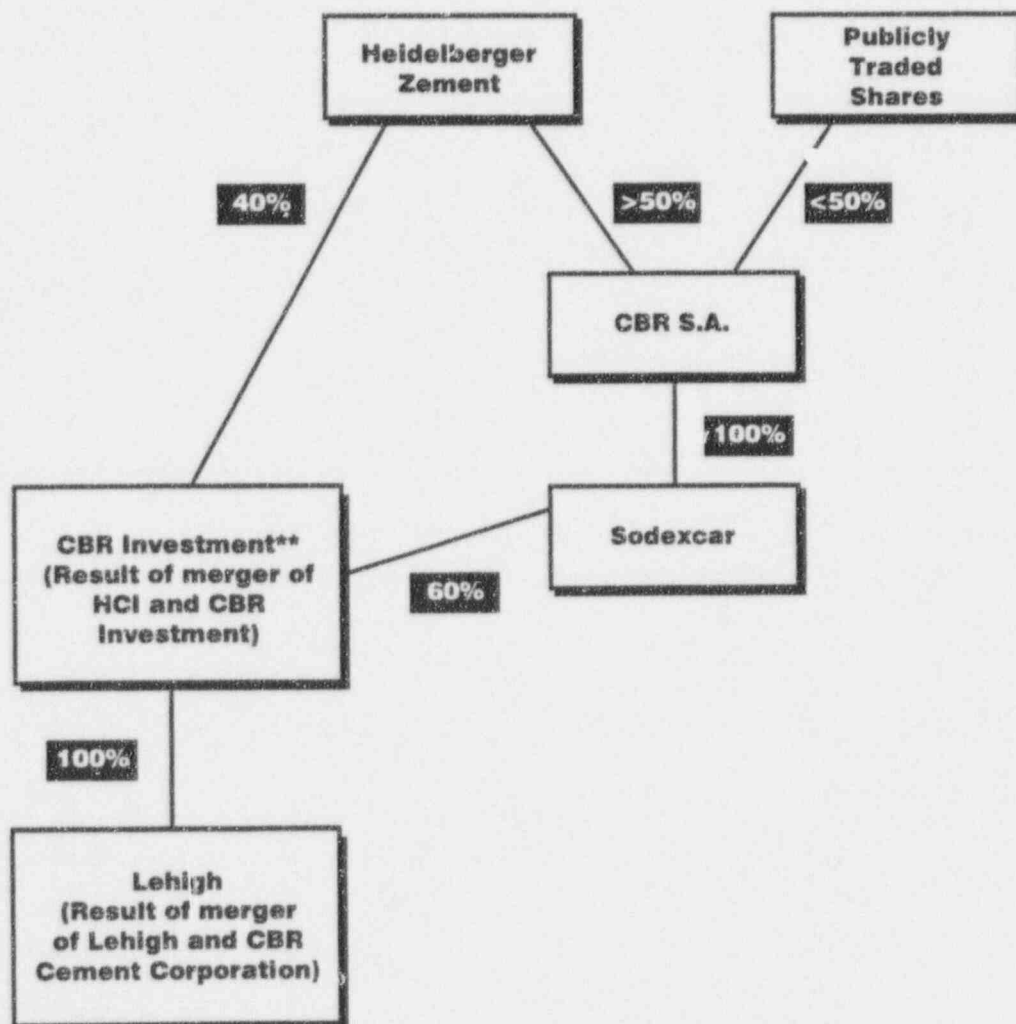 Heidelberger
Zement
Publicly
Traded
Shares
40%
>50%
<50%
CBR S.A.
100%
CBR Investment**
(Result of merger of
HCI and CBR
Investment)
Sodexcar
60%
100%
Lehigh
(Result of merger
of Lehigh and CBR
Cement Corporation)